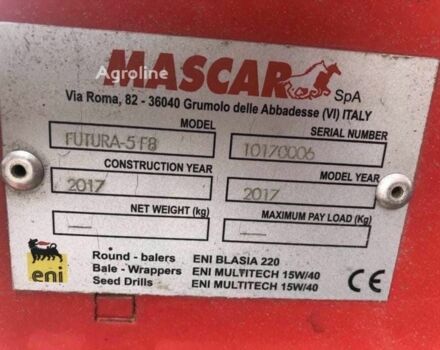 Agroline
MASCAR SpA
Via Roma, 82 - 36040 Grumolo delle Abbadesse (VI) ITALY
MODEL SERIAL NUMBER
FUTURA-5 F8 10170006
CONSTRUCTION YEAR MODEL YEAR
2017 2017
NET WEIGHT (kg) MAXIMUM PAY LOAD (Kg)
— —
Round - balers ENI BLASIA 220
Bale - Wrappers ENI MULTITECH 15W/40
Seed Drills ENI MULTITECH 15W/40
eni CE